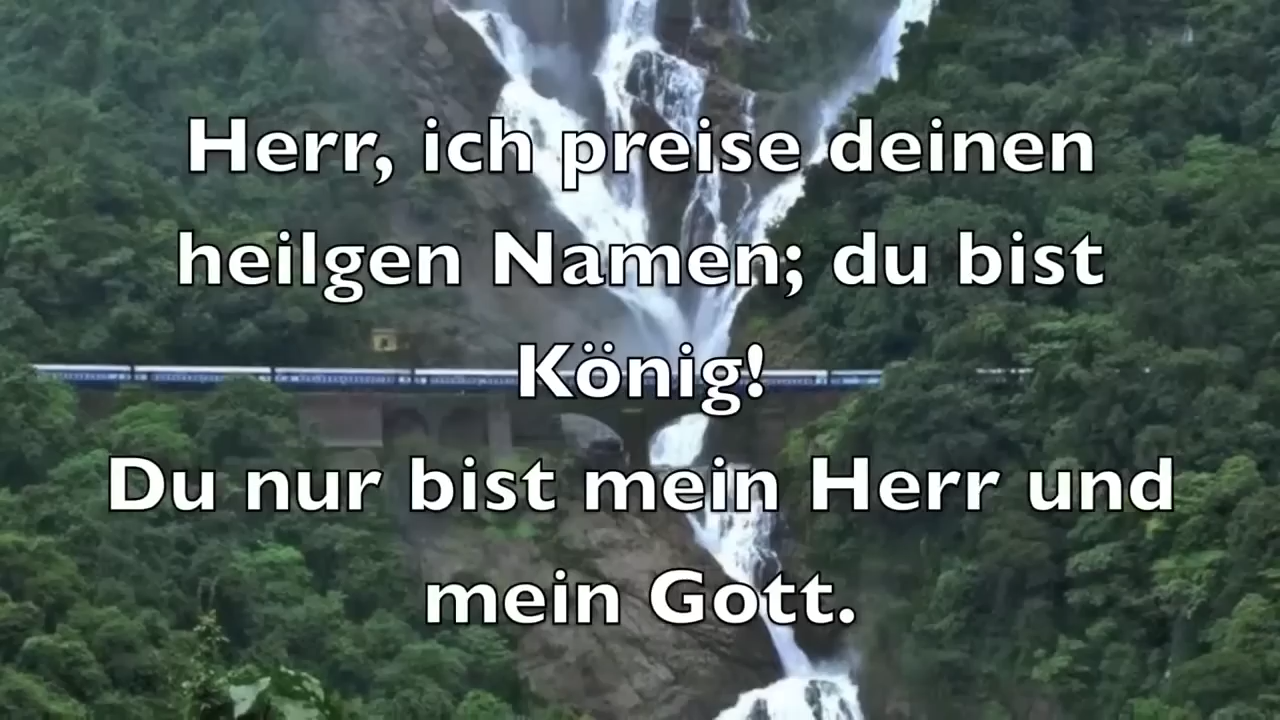 Herr, ich preise deinen
heilgen Namen; du bist
König!
Du nur bist mein Herr und
mein Gott.